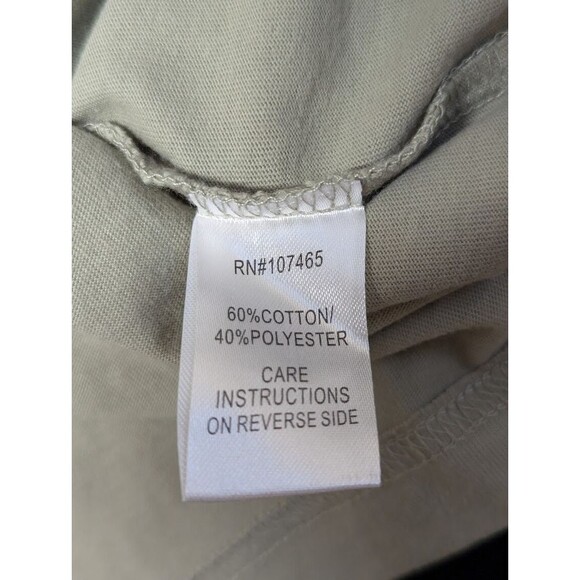 RN#107465
60%COTTON/
40%POLYESTER
CARE
INSTRUCTIONS
ON REVERSE SIDE